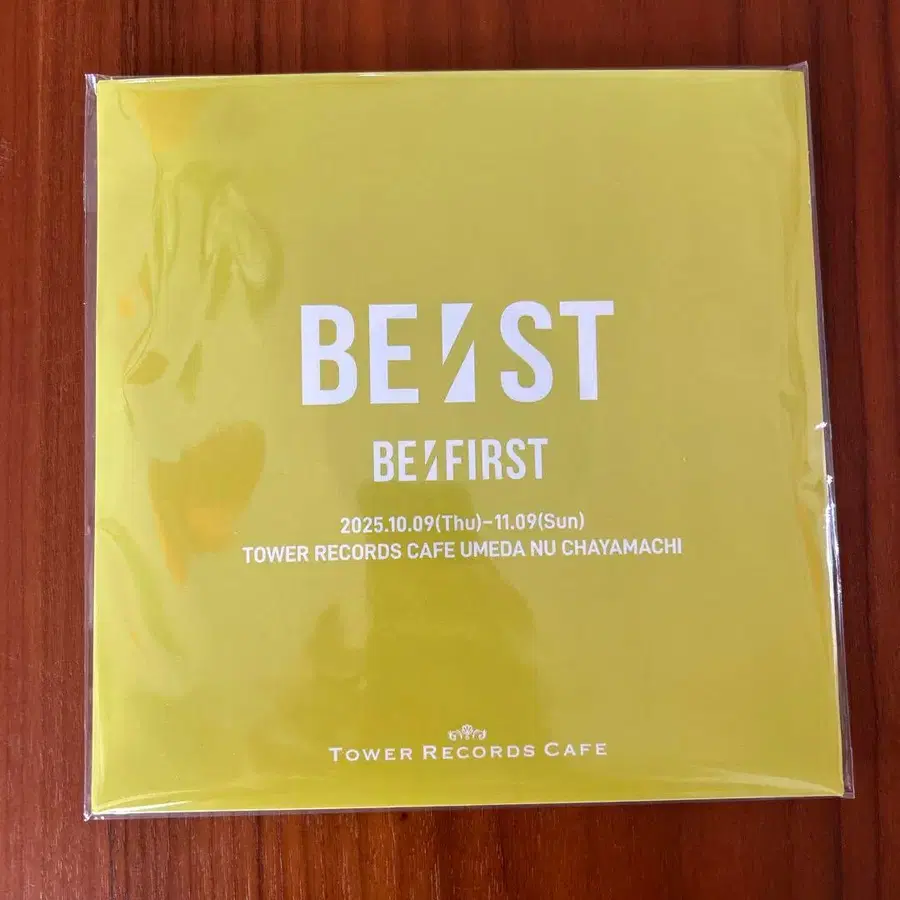 BE:ST
BE:FIRST
2025.10.09(Thu)-11.09(Sun)
TOWER RECORDS CAFE UMEDA NU CHAYAMACHI
TOWER RECORDS CAFE